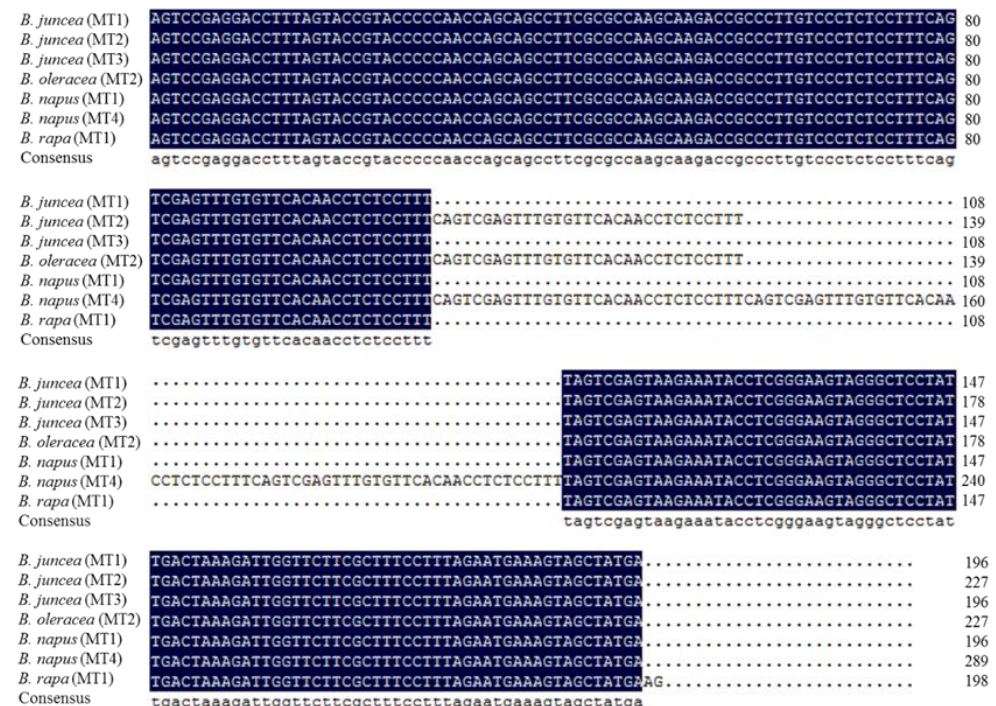 B. juncea (MT1) AGTCCGAGGACCTTTAGTACCGTACCCCCAACCAGCAGCCTTCGCGCCAAGCAAGACCGCCCTTGTCCCTCTCCTTTCAG 80
B. juncea (MT2) AGTCCGAGGACCTTTAGTACCGTACCCCCAACCAGCAGCCTTCGCGCCAAGCAAGACCGCCCTTGTCCCTCTCCTTTCAG 80
B. juncea (MT3) AGTCCGAGGACCTTTAGTACCGTACCCCCAACCAGCAGCCTTCGCGCCAAGCAAGACCGCCCTTGTCCCTCTCCTTTCAG 80
B. oleracea (MT2) AGTCCGAGGACCTTTAGTACCGTACCCCCAACCAGCAGCCTTCGCGCCAAGCAAGACCGCCCTTGTCCCTCTCCTTTCAG 80
B. napus (MT1) AGTCCGAGGACCTTTAGTACCGTACCCCCAACCAGCAGCCTTCGCGCCAAGCAAGACCGCCCTTGTCCCTCTCCTTTCAG 80
B. napus (MT4) AGTCCGAGGACCTTTAGTACCGTACCCCCAACCAGCAGCCTTCGCGCCAAGCAAGACCGCCCTTGTCCCTCTCCTTTCAG 80
B. rapa (MT1) AGTCCGAGGACCTTTAGTACCGTACCCCCAACCAGCAGCCTTCGCGCCAAGCAAGACCGCCCTTGTCCCTCTCCTTTCAG 80
Consensus agtccgaggacctttagtaccgtacccccaaccagcagccttcgcgccaagcaagaccgcccttgtccctctcctttcag
B. juncea (MT1) TCGAGTTTGTGTTCACAACCTCTCCTTT.................................................... 108
B. juncea (MT2) TCGAGTTTGTGTTCACAACCTCTCCTTTCAGTCGAGTTTGTGTTCACAACCTCTCCTTT..................... 139
B. juncea (MT3) TCGAGTTTGTGTTCACAACCTCTCCTTT.................................................... 108
B. oleracea (MT2) TCGAGTTTGTGTTCACAACCTCTCCTTTCAGTCGAGTTTGTGTTCACAACCTCTCCTTT..................... 139
B. napus (MT1) TCGAGTTTGTGTTCACAACCTCTCCTTT.................................................... 108
B. napus (MT4) TCGAGTTTGTGTTCACAACCTCTCCTTTCAGTCGAGTTTGTGTTCACAACCTCTCCTTTCAGTCGAGTTTGTGTTCACAA 160
B. rapa (MT1) TCGAGTTTGTGTTCACAACCTCTCCTTT.................................................... 108
Consensus tcgagtttgtgttcacaacctctccttt
B. juncea (MT1) .........................................TAGTCGAGTAAGAAATACCTCGGGAAGTAGGGCTCCTAT 147
B. juncea (MT2) .........................................TAGTCGAGTAAGAAATACCTCGGGAAGTAGGGCTCCTAT 178
B. juncea (MT3) .........................................TAGTCGAGTAAGAAATACCTCGGGAAGTAGGGCTCCTAT 147
B. oleracea (MT2) .........................................TAGTCGAGTAAGAAATACCTCGGGAAGTAGGGCTCCTAT 178
B. napus (MT1) .........................................TAGTCGAGTAAGAAATACCTCGGGAAGTAGGGCTCCTAT 147
B. napus (MT4) CCTCTCCTTTCAGTCGAGTTTGTGTTCACAACCTCTCCTTTTAGTCGAGTAAGAAATACCTCGGGAAGTAGGGCTCCTAT 240
B. rapa (MT1) .........................................TAGTCGAGTAAGAAATACCTCGGGAAGTAGGGCTCCTAT 147
Consensus tagtcgagtaagaaatacctcgggaagtagggctcctat
B. juncea (MT1) TGACTAAAGATTGGTTCTTCGCTTTCCTTTAGAATGAAAGTAGCTATGA........................... 196
B. juncea (MT2) TGACTAAAGATTGGTTCTTCGCTTTCCTTTAGAATGAAAGTAGCTATGA........................... 227
B. juncea (MT3) TGACTAAAGATTGGTTCTTCGCTTTCCTTTAGAATGAAAGTAGCTATGA........................... 196
B. oleracea (MT2) TGACTAAAGATTGGTTCTTCGCTTTCCTTTAGAATGAAAGTAGCTATGA........................... 227
B. napus (MT1) TGACTAAAGATTGGTTCTTCGCTTTCCTTTAGAATGAAAGTAGCTATGA........................... 196
B. napus (MT4) TGACTAAAGATTGGTTCTTCGCTTTCCTTTAGAATGAAAGTAGCTATGA........................... 289
B. rapa (MT1) TGACTAAAGATTGGTTCTTCGCTTTCCTTTAGAATGAAAGTAGCTATGAAG......................... 198
Consensus tgactaaagattggttcttcgctttcctttagaatgaaagtagctatga